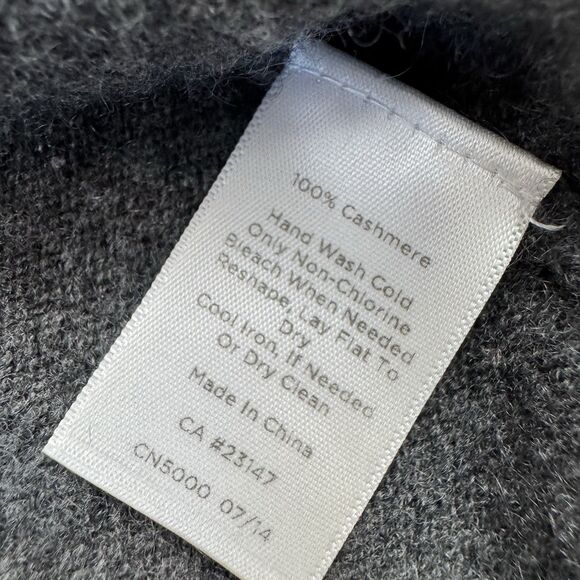 100% Cashmere
Hand Wash Cold
Only Non-Chlorine
Bleach When Needed
Reshape, Lay Flat To
Dry
Cool Iron, If Needed
Or Dry Clean
Made In China
CA #23147
CN5000 07/14